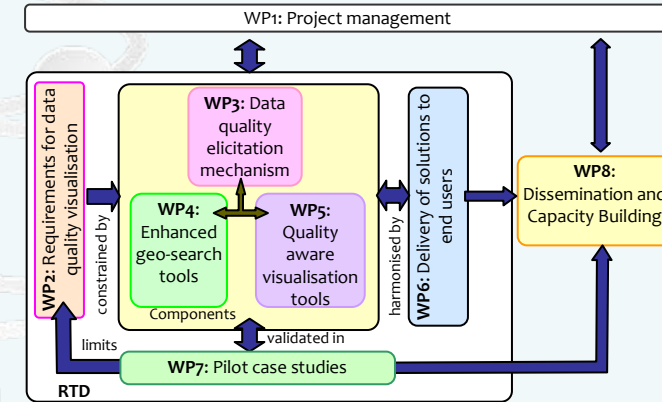 WP1: Project management
WP2: Requirements for data
quality visualisation
constrained by
WP3: Data
quality
elicitation
mechanism
WP4:
Enhanced
geo-search
tools
WP5:
Quality
aware
visualisation
tools
Components
harmonised by
WP6: Delivery of solutions to
end users
WP8:
Dissemination and
Capacity Building
limits
validated in
WP7: Pilot case studies
RTD